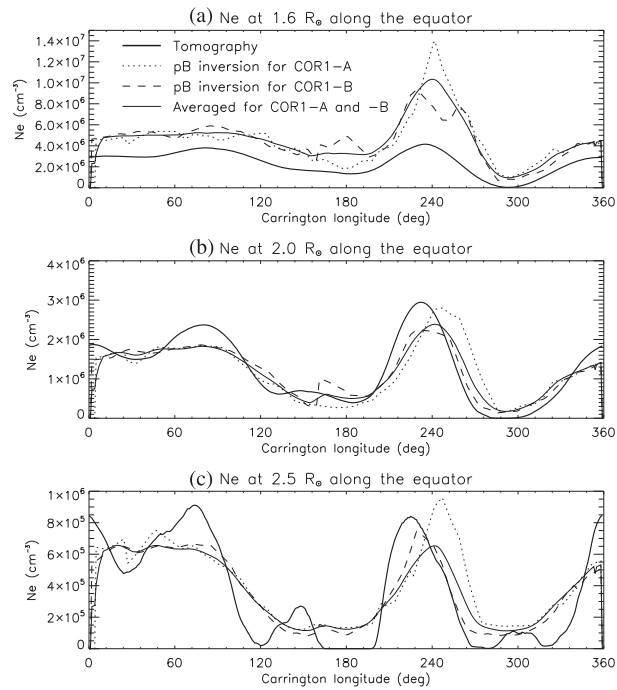 (a) Ne at 1.6 R⊙ along the equator
1.4×10⁷
1.2×10⁷
1.0×10⁷
8.0×10⁶
6.0×10⁶
4.0×10⁶
2.0×10⁶
0
Ne (cm⁻³)
Tomography
pB inversion for COR1-A
pB inversion for COR1-B
Averaged for COR1-A and -B
0 60 120 180 240 300 360
Carrington longitude (deg)
(b) Ne at 2.0 R⊙ along the equator
4×10⁶
3×10⁶
2×10⁶
1×10⁶
0
Ne (cm⁻³)
0 60 120 180 240 300 360
Carrington longitude (deg)
(c) Ne at 2.5 R⊙ along the equator
1×10⁶
8×10⁵
6×10⁵
4×10⁵
2×10⁵
0
Ne (cm⁻³)
0 60 120 180 240 300 360
Carrington longitude (deg)